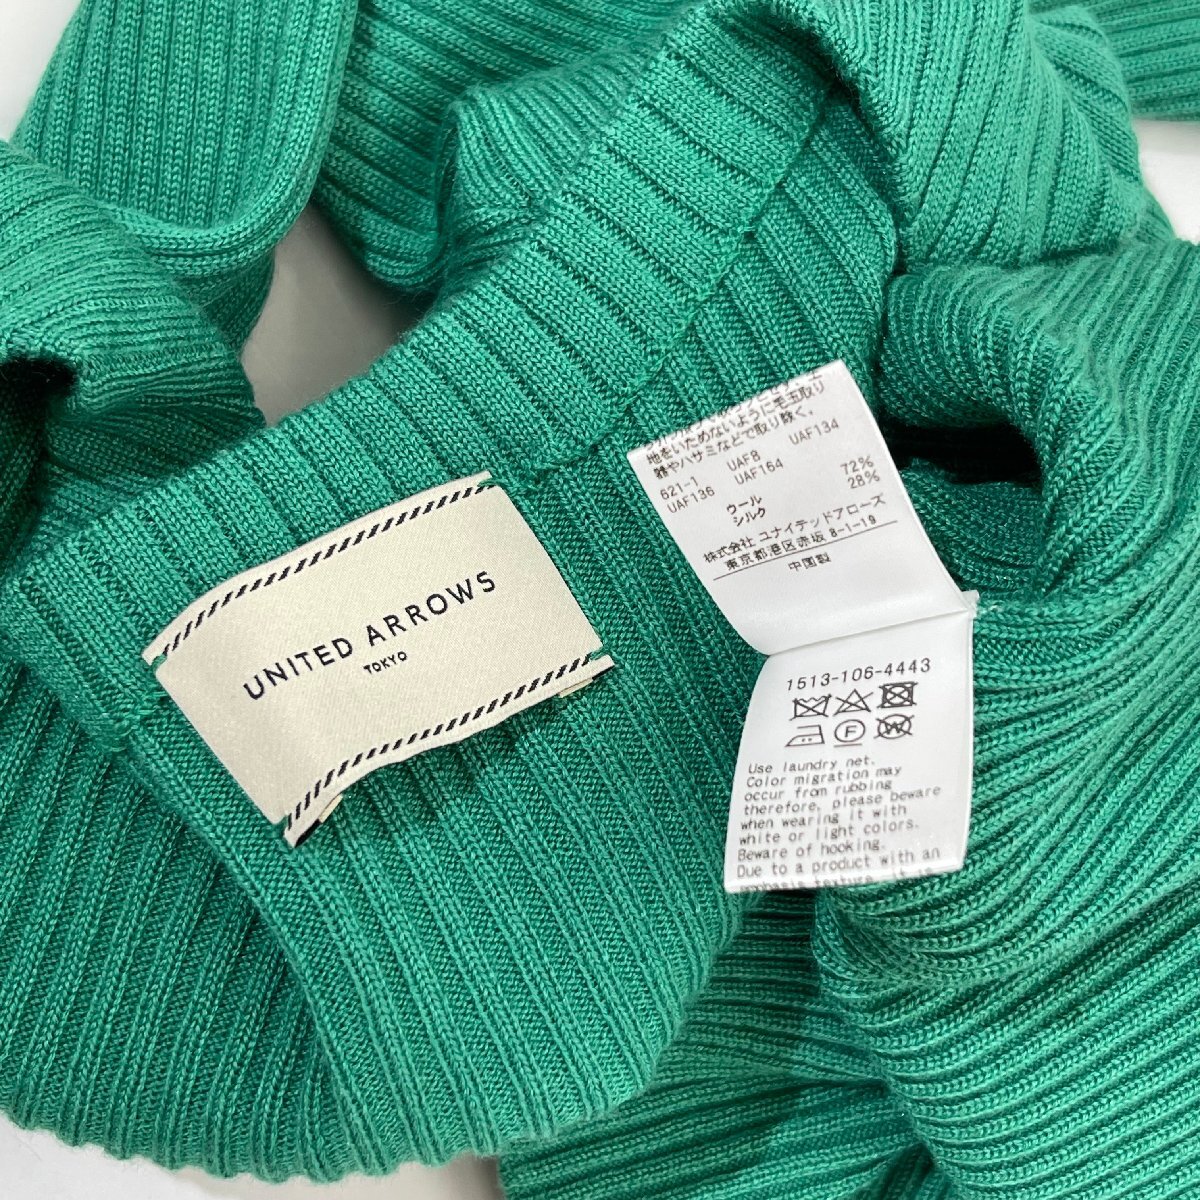 UNITED ARROWS
TOKYO
地をいためないように毛玉取り
器やハサミなどで取り除く。
621-1 UAF8 UAF134
UAF136 UAF164
ウール 72%
シルク 28%
株式会社 ユナイテッドアローズ
東京都港区赤坂 8-1-19
中国製
1513-106-4443
F
W
Use laundry net.
Color migration may
occur from rubbing
therefore, please beware
when wearing it with
white or light colors.
Beware of hooking.
Due to a product with an
emphasis texture, it is